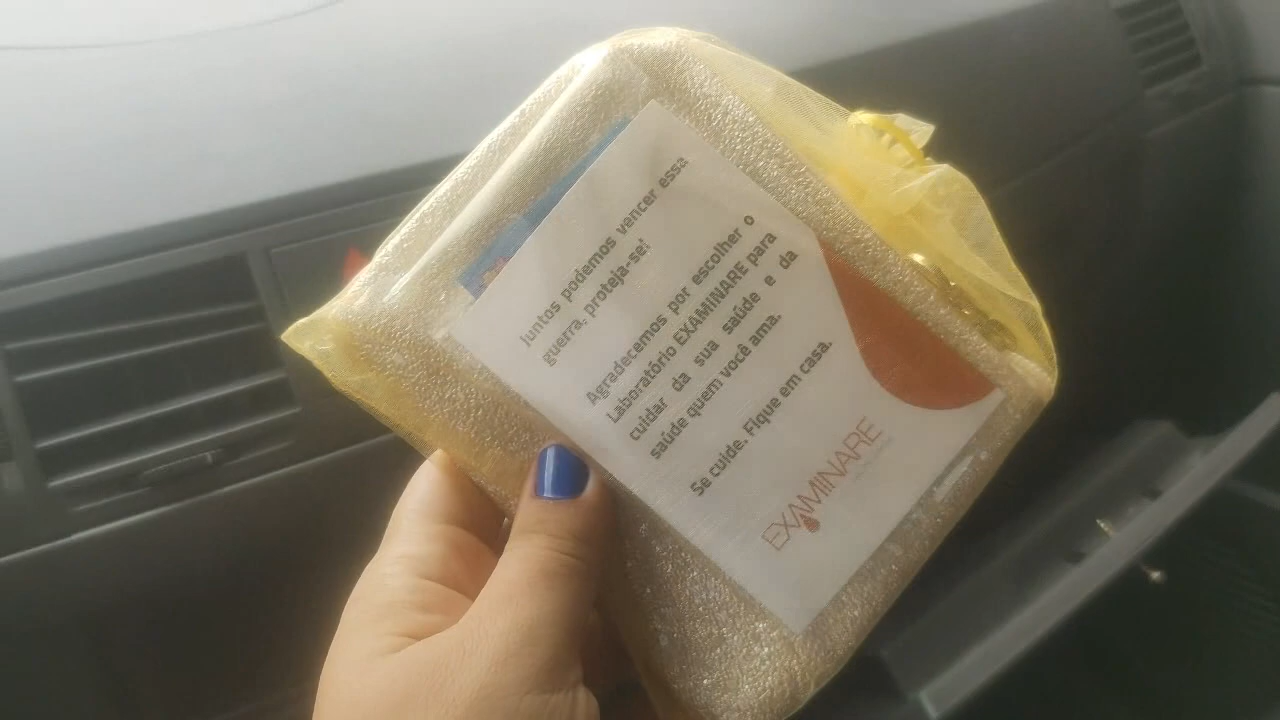 Juntos podemos vencer essa
guerra, proteja-se!
Agradecemos por escolher o
Laboratório EXAMINARE para
cuidar da sua saúde e da
saúde quem você ama.
Se cuide. Fique em casa.
EXAMINARE